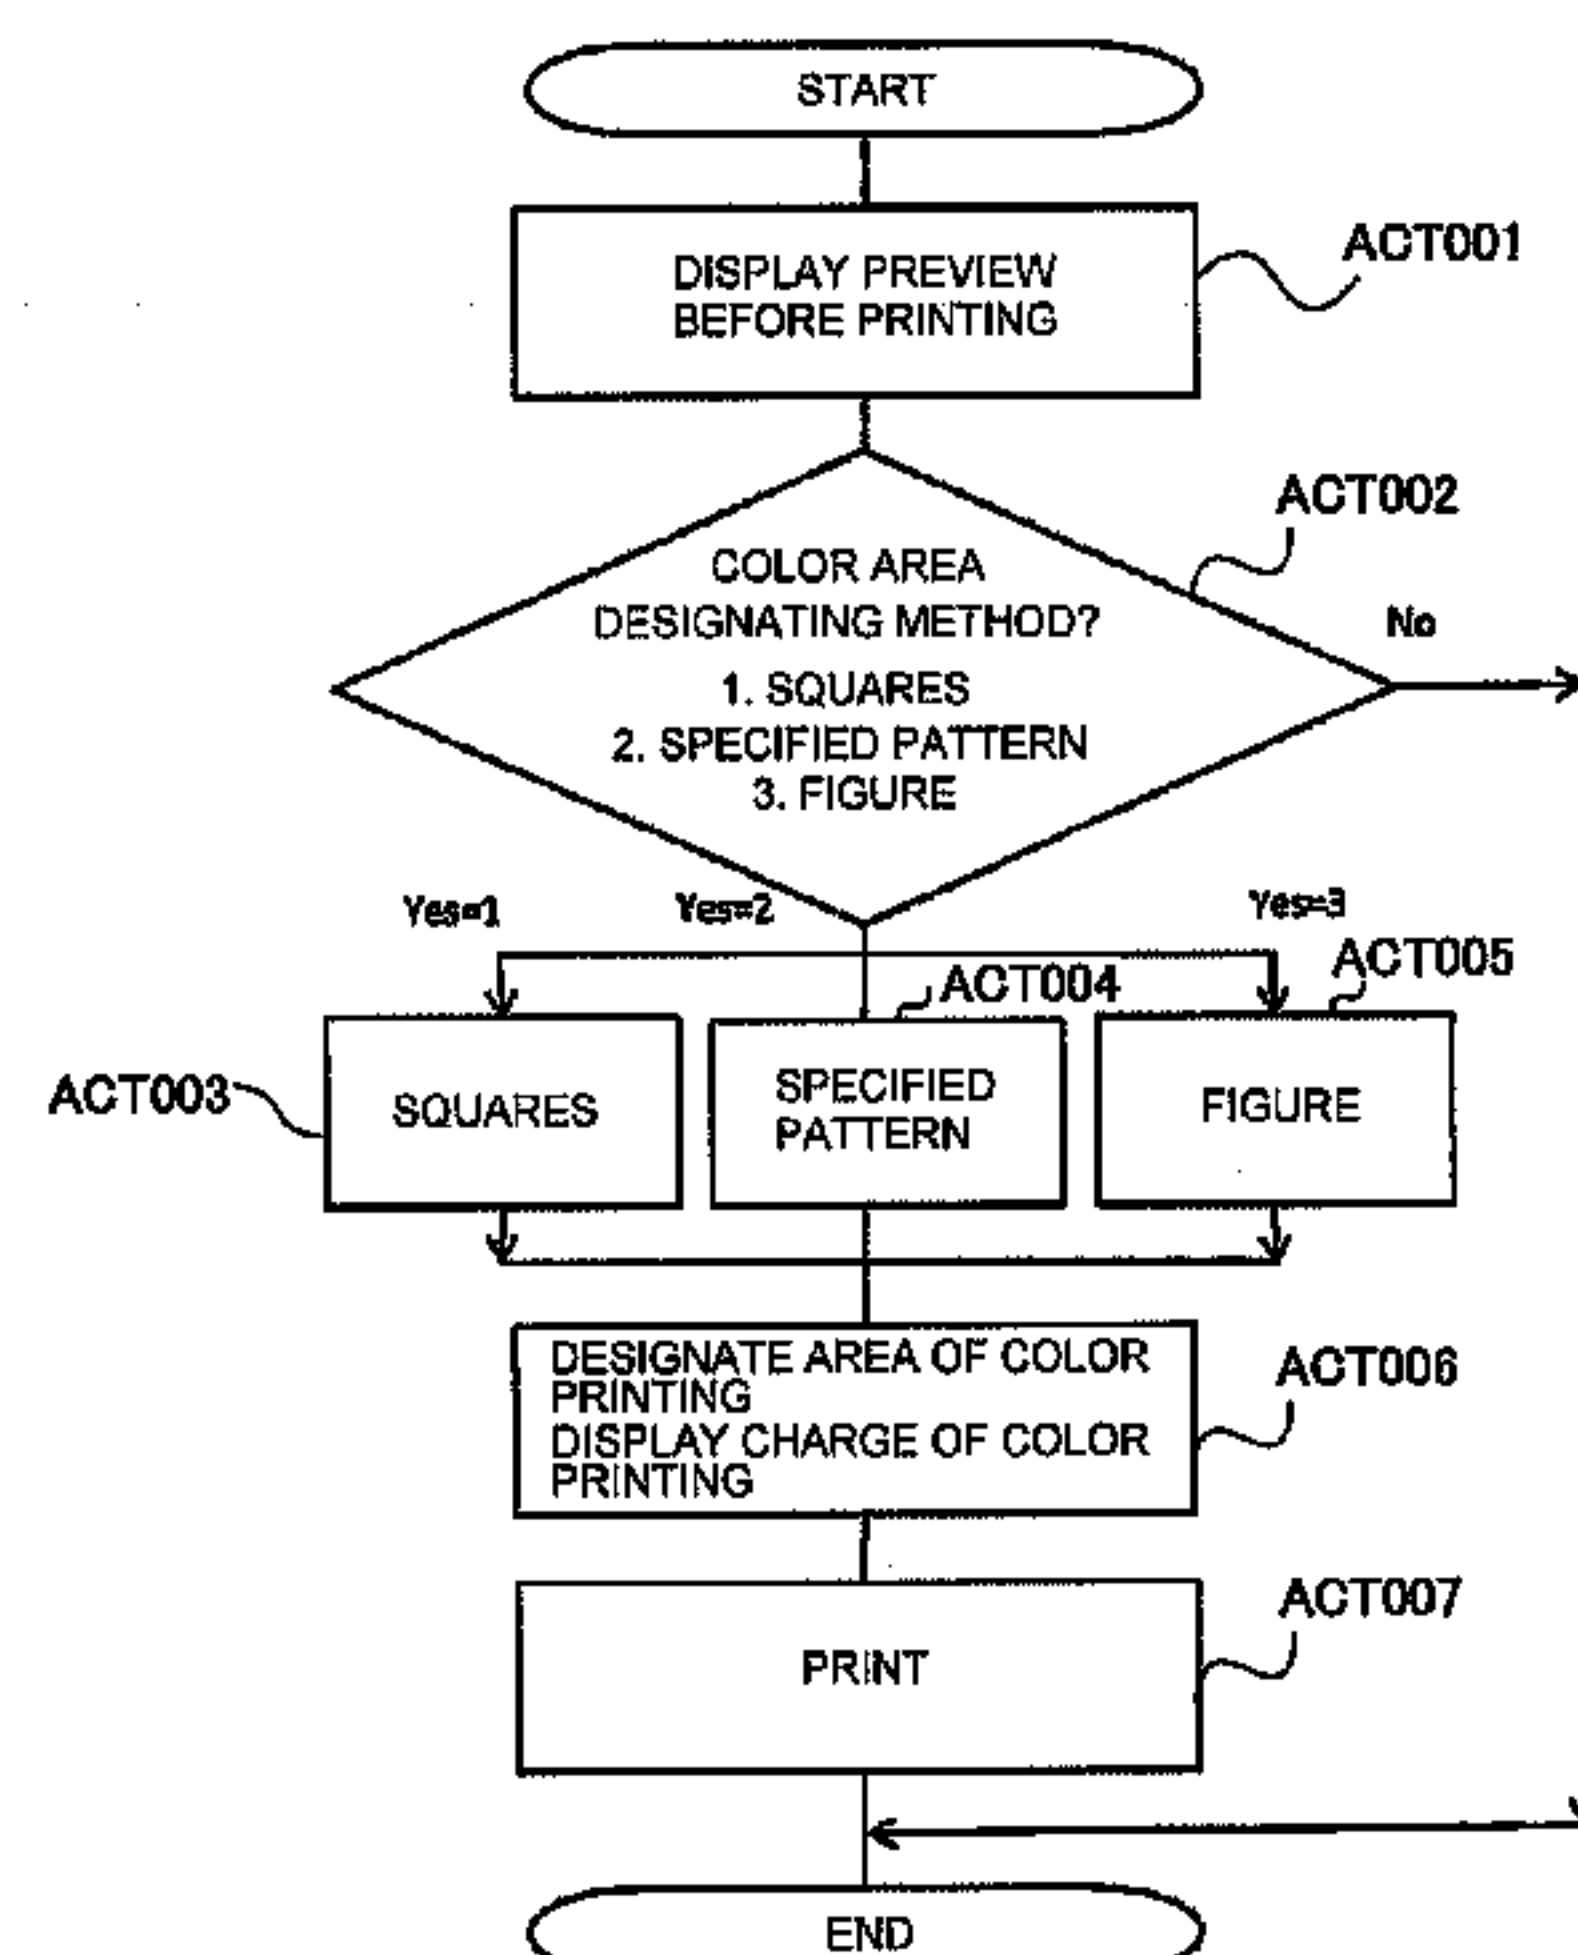 START
DISPLAY PREVIEW
BEFORE PRINTING
ACT001
ACT002
COLOR AREA
DESIGNATING METHOD?
1. SQUARES
2. SPECIFIED PATTERN
3. FIGURE
No
Yes=1
Yes=2
Yes=3
ACT003
SQUARES
ACT004
SPECIFIED
PATTERN
ACT005
FIGURE
DESIGNATE AREA OF COLOR
PRINTING
DISPLAY CHARGE OF COLOR
PRINTING
ACT006
PRINT
ACT007
END